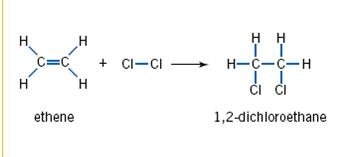 H H H H
C=C + Cl—Cl → H—C—C—H
H H Cl Cl
ethene 1,2-dichloroethane